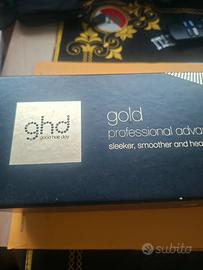 ghd
good hair day
gold
professional adva
sleeker, smoother and hea
subito